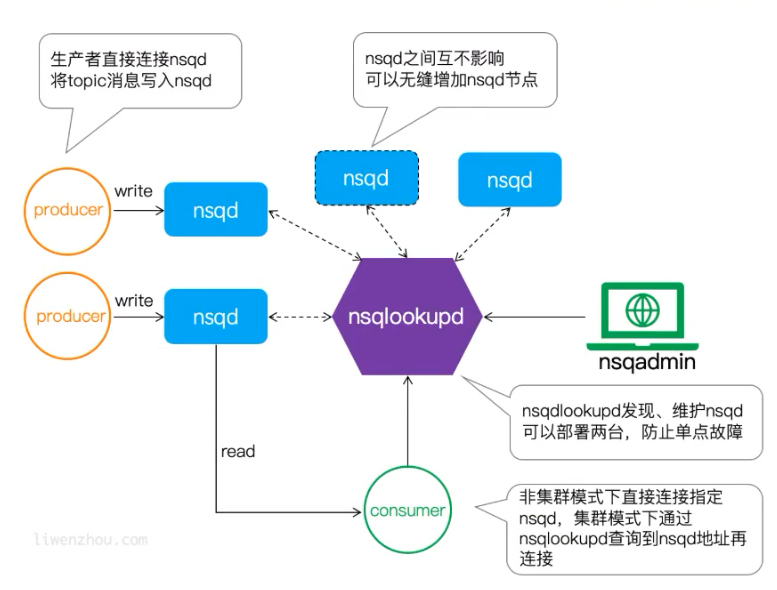 生产者直接连接nsqd
将topic消息写入nsqd
nsqd之间互不影响
可以无缝增加nsqd节点
producer
write
nsqd
nsqd
nsqd
producer
write
nsqd
nsqlookupd
nsqadmin
nsqdlookupd发现、维护nsqd
可以部署两台，防止单点故障
read
consumer
非集群模式下直接连接指定
nsqd，集群模式下通过
nsqlookupd查询到nsqd地址再
连接
liwenzhou.com